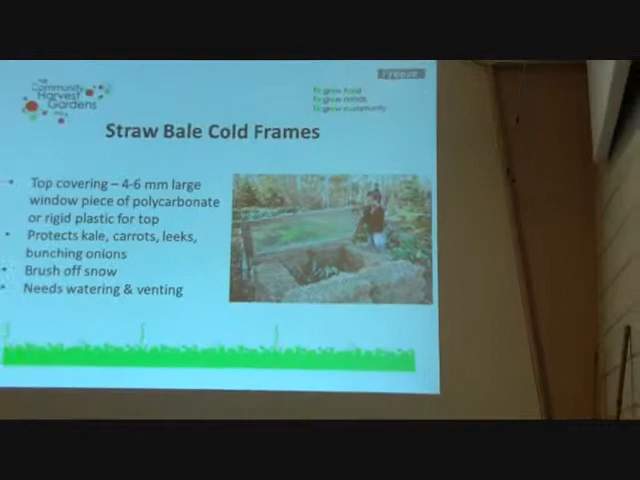 Freeze
THE
Community
Harvest
Gardens
To grow food
To grow minds
To grow community
Straw Bale Cold Frames
• Top covering – 4-6 mm large
window piece of polycarbonate
or rigid plastic for top
• Protects kale, carrots, leeks,
bunching onions
• Brush off snow
• Needs watering & venting